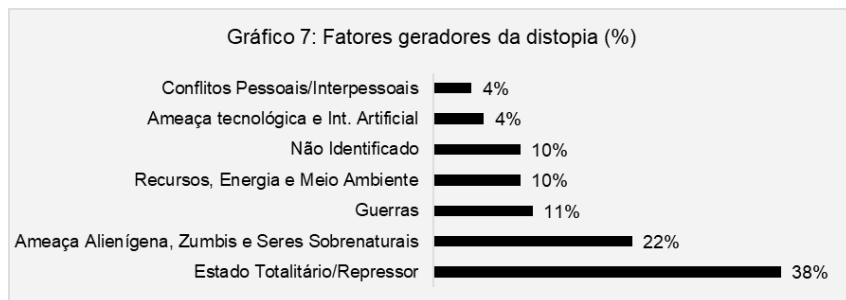 Gráfico 7: Fatores geradores da distopia (%)
Conflitos Pessoais/Interpessoais 4%
Ameaça tecnológica e Int. Artificial 4%
Não Identificado 10%
Recursos, Energia e Meio Ambiente 10%
Guerras 11%
Ameaça Alienígena, Zumbis e Seres Sobrenaturais 22%
Estado Totalitário/Repressor 38%